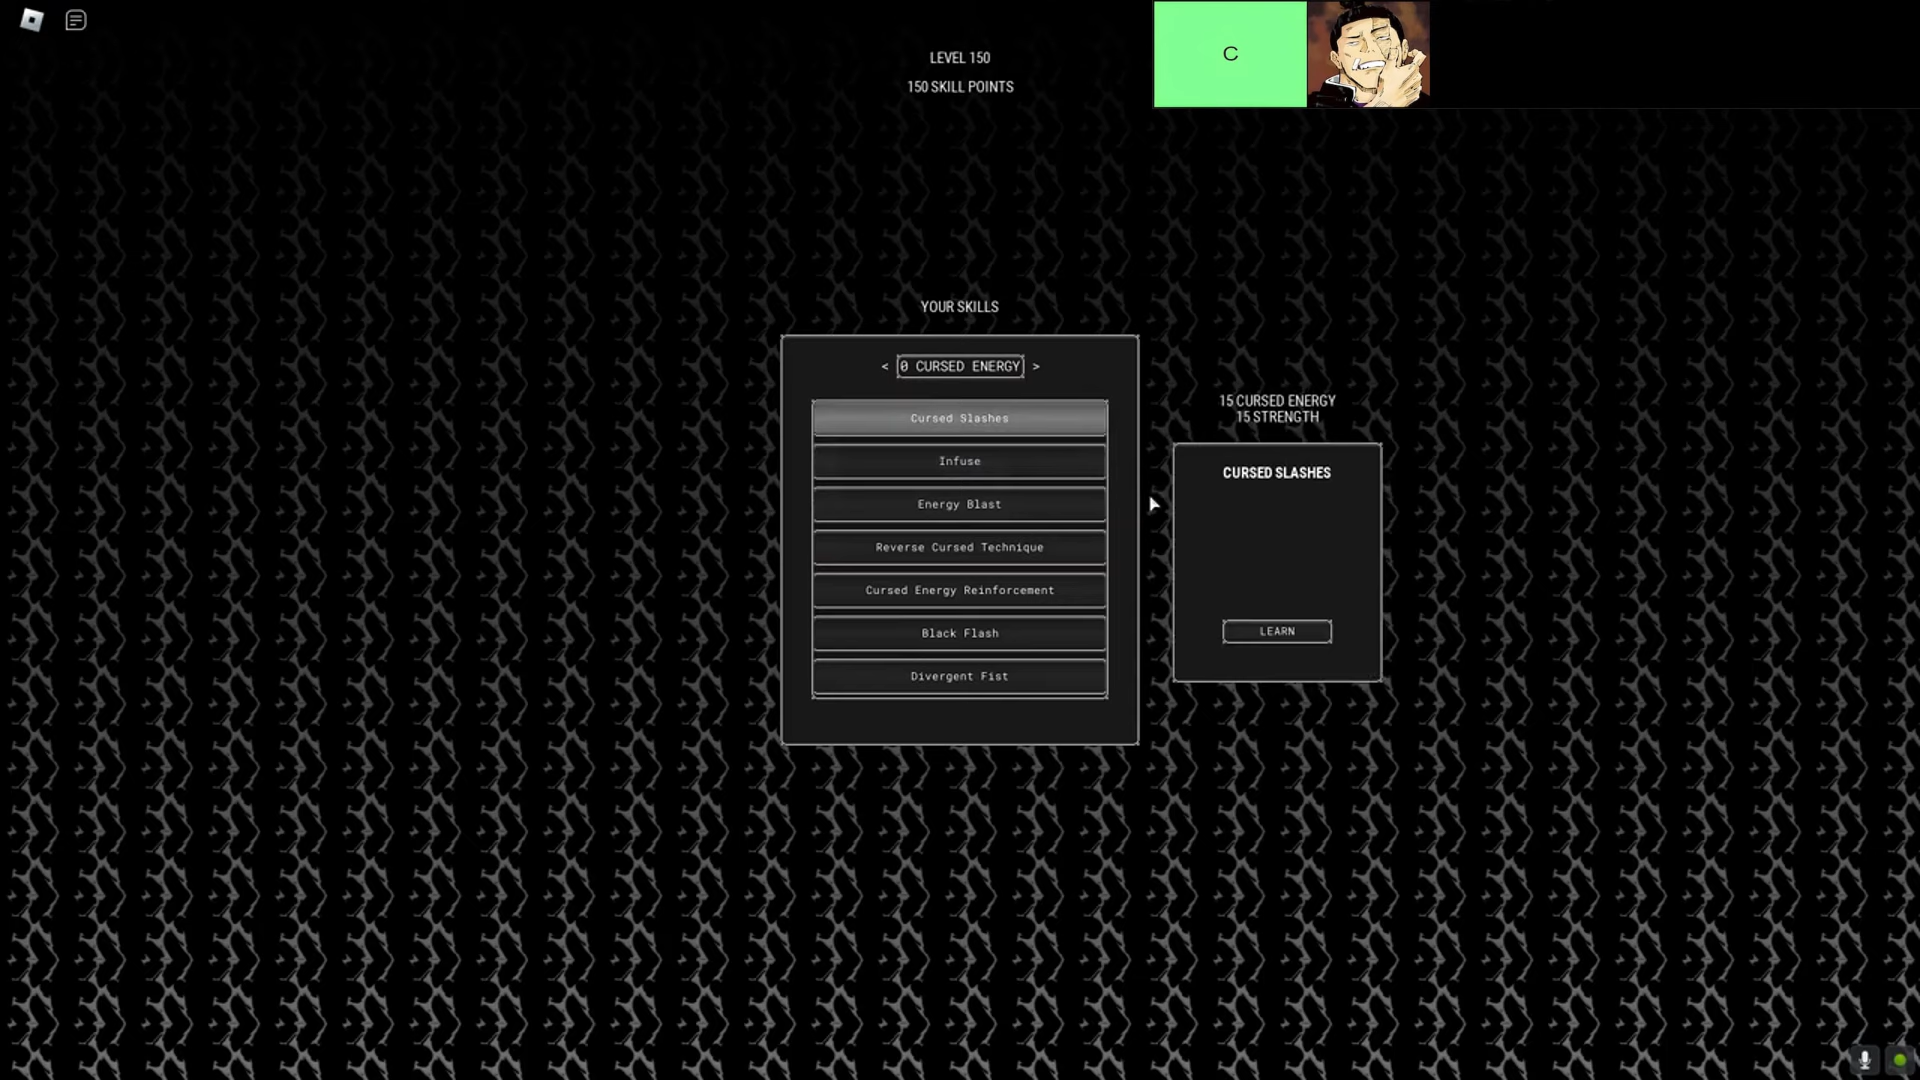 LEVEL 150
150 SKILL POINTS
C
YOUR SKILLS
< 0 CURSED ENERGY >
Cursed Slashes
Infuse
Energy Blast
Reverse Cursed Technique
Cursed Energy Reinforcement
Black Flash
Divergent Fist
15 CURSED ENERGY
15 STRENGTH
CURSED SLASHES
LEARN